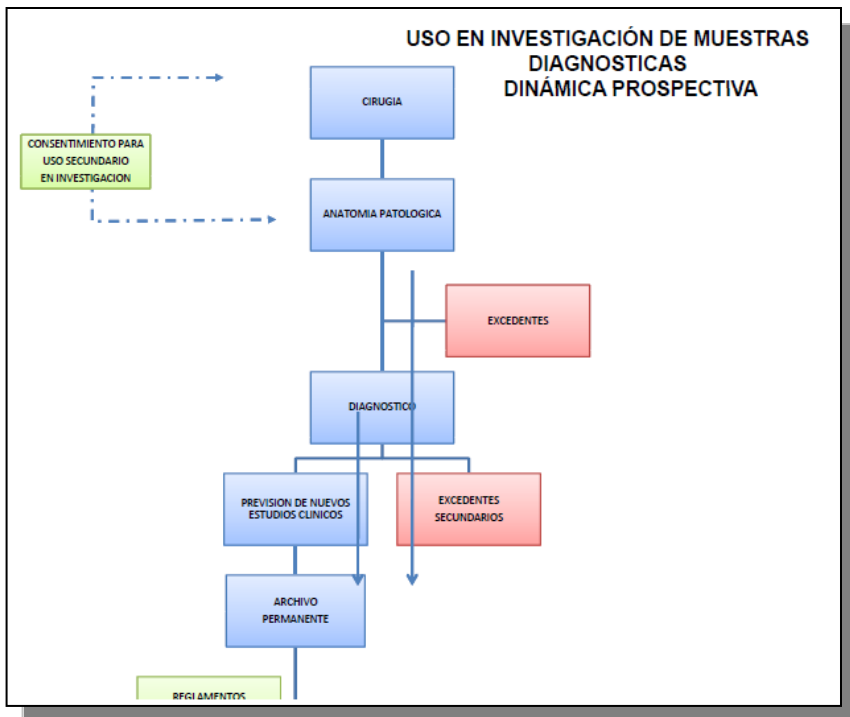 USO EN INVESTIGACIÓN DE MUESTRAS
DIAGNOSTICAS
DINÁMICA PROSPECTIVA
CIRUGIA
CONSENTIMIENTO PARA
USO SECUNDARIO
EN INVESTIGACION
ANATOMIA PATOLOGICA
EXCEDENTES
DIAGNOSTICO
PREVISION DE NUEVOS
ESTUDIOS CLINICOS
EXCEDENTES
SECUNDARIOS
ARCHIVO
PERMANENTE
REGLAMENTOS